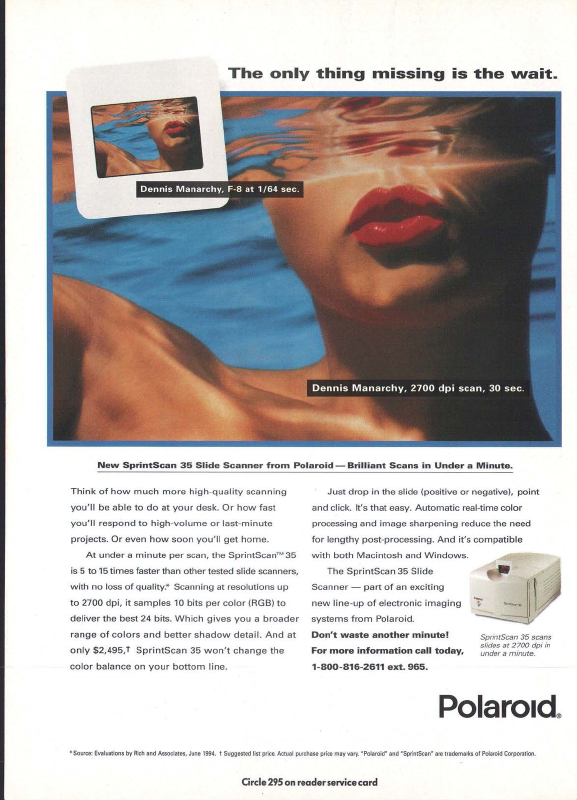 The only thing missing is the wait.
Dennis Manarchy, F-8 at 1/64 sec.
Dennis Manarchy, 2700 dpi scan, 30 sec.
New SprintScan 35 Slide Scanner from Polaroid — Brilliant Scans in Under a Minute.
Think of how much more high-quality scanning
you'll be able to do at your desk. Or how fast
you'll respond to high-volume or last-minute
projects. Or even how soon you'll get home.
At under a minute per scan, the SprintScan™ 35
is 5 to 15 times faster than other tested slide scanners,
with no loss of quality.* Scanning at resolutions up
to 2700 dpi, it samples 10 bits per color (RGB) to
deliver the best 24 bits. Which gives you a broader
range of colors and better shadow detail. And at
only $2,495,† SprintScan 35 won't change the
color balance on your bottom line.
Just drop in the slide (positive or negative), point
and click. It's that easy. Automatic real-time color
processing and image sharpening reduce the need
for lengthy post-processing. And it's compatible
with both Macintosh and Windows.
The SprintScan 35 Slide
Scanner — part of an exciting
new line-up of electronic imaging
systems from Polaroid.
Don't waste another minute!
For more information call today,
1-800-816-2611 ext. 965.
SprintScan 35 scans
slides at 2700 dpi in
under a minute.
Polaroid®
* Source: Evaluations by Rich and Associates, June 1994. † Suggested list price. Actual purchase price may vary. "Polaroid" and "SprintScan" are trademarks of Polaroid Corporation.
Circle 295 on reader service card